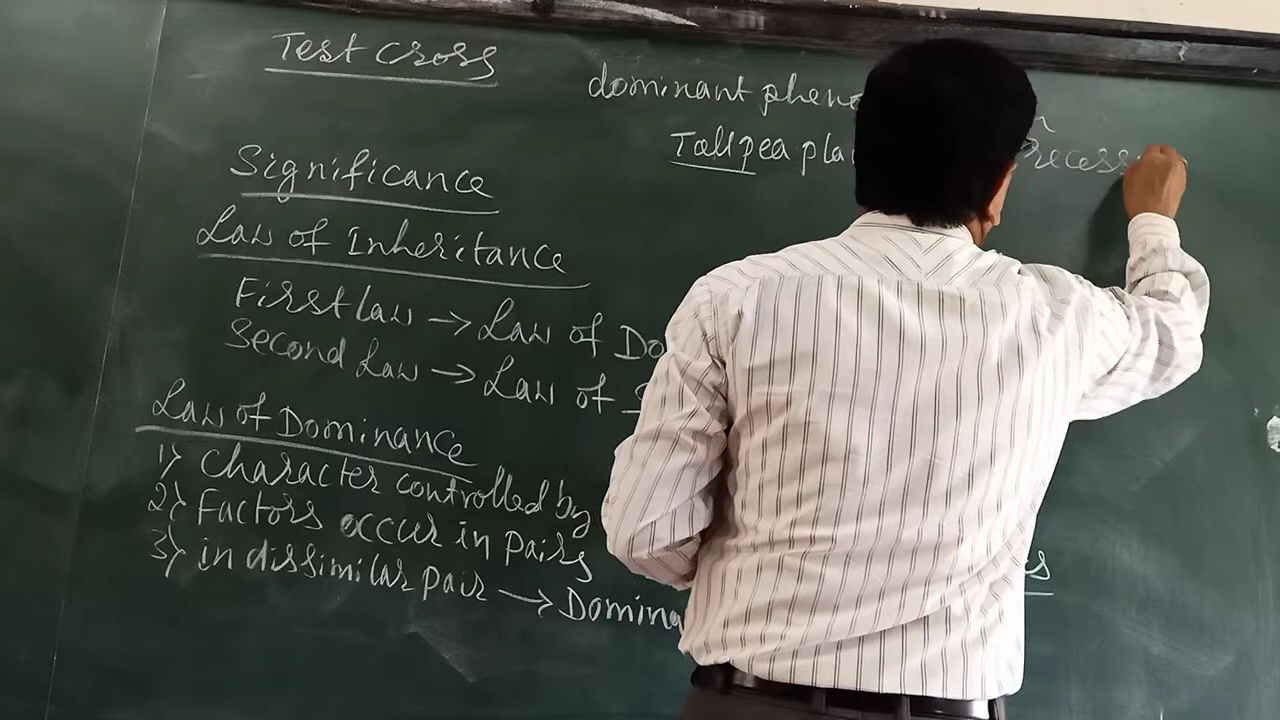 Test cross
dominant pheno
Tall pea pla
recess
Significance
Law of Inheritance
First law → Law of Do
Second Law → Law of
Law of Dominance
1) Character controlled by
2) Factors occur in pairs
3) in dissimilar pair → Domina